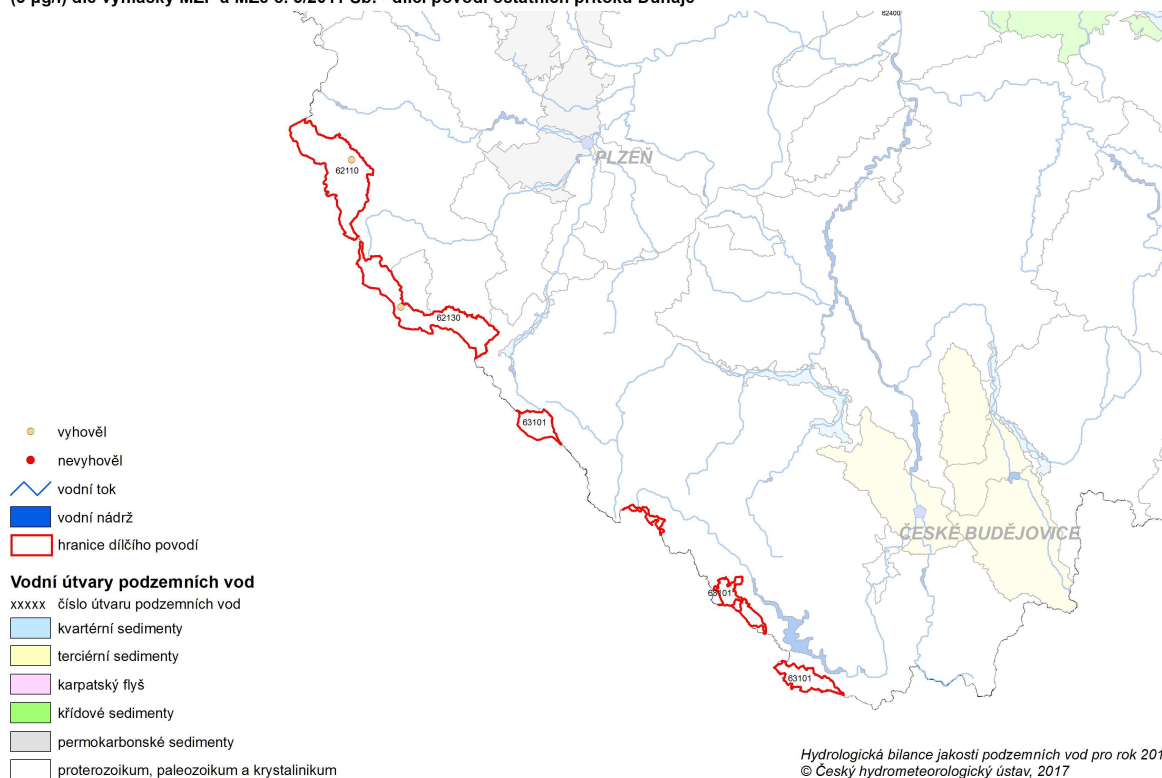 62400
PLZEŇ
62110
62130
63101
ČESKÉ BUDĚJOVICE
63101
63101
vyhověl
nevyhověl
vodní tok
vodní nádrž
hranice dílčího povodí
Vodní útvary podzemních vod
xxxxx číslo útvaru podzemních vod
kvartérní sedimenty
terciérní sedimenty
karpatský flyš
křídové sedimenty
permokarbonské sedimenty
proterozoikum, paleozoikum a krystalinikum
Hydrologická bilance jakosti podzemních vod pro rok 201
© Český hydrometeorologický ústav, 2017